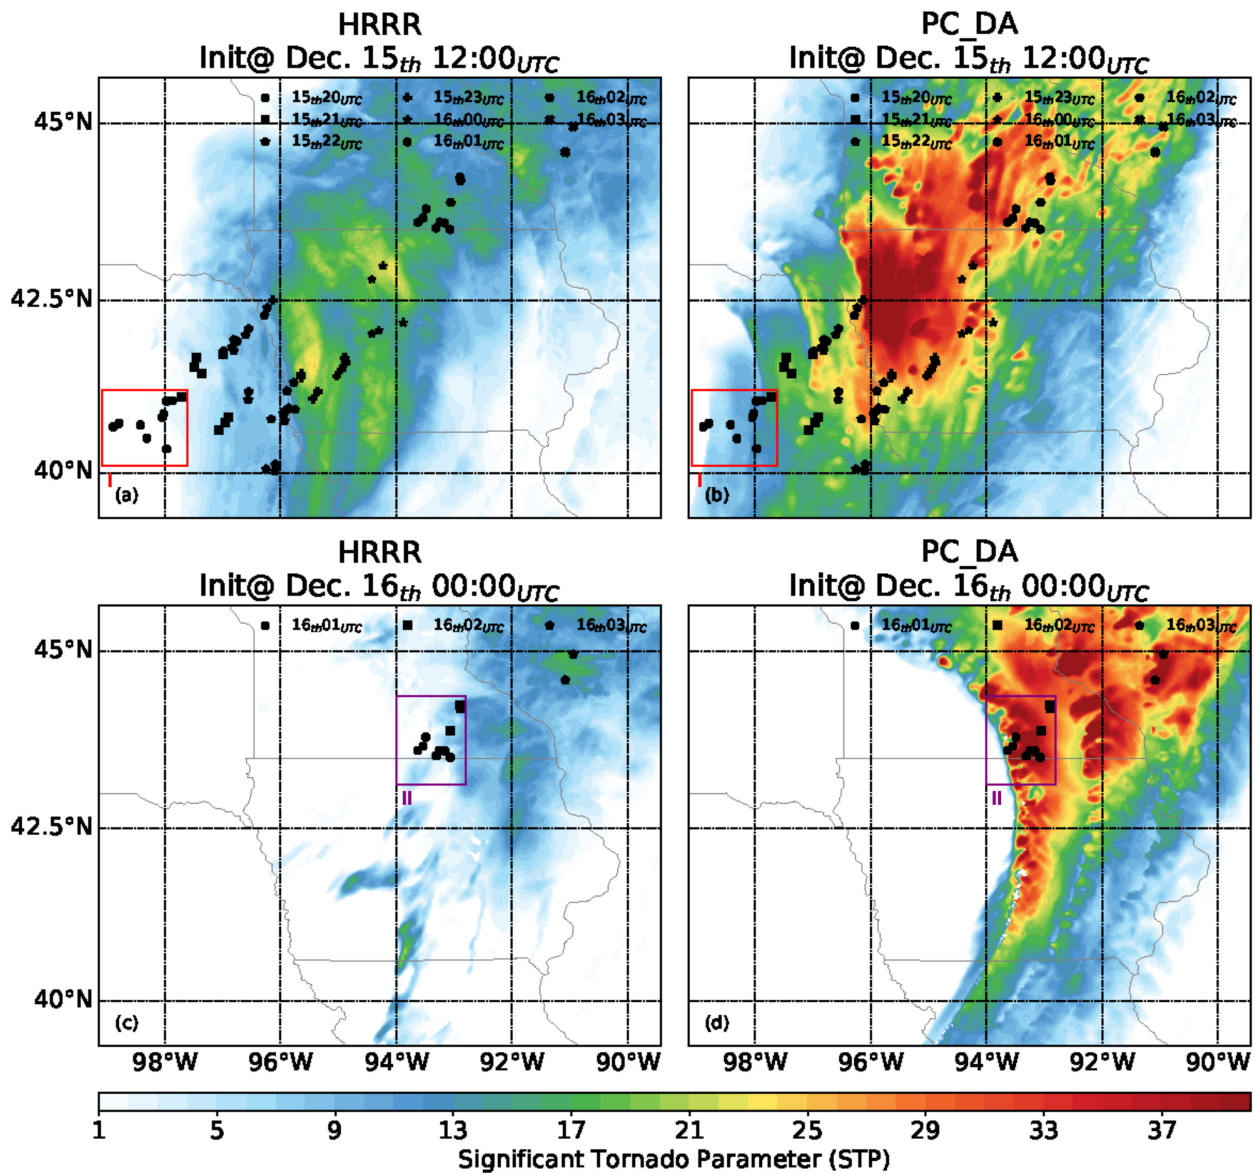 HRRR
Init@ Dec. 15th 12:00UTC
PC_DA
Init@ Dec. 15th 12:00UTC
15th20UTC 15th23UTC 16th02UTC
15th21UTC 16th00UTC 16th03UTC
15th22UTC 16th01UTC
15th20UTC 15th23UTC 16th02UTC
15th21UTC 16th00UTC 16th03UTC
15th22UTC 16th01UTC
45°N
42.5°N
40°N
I
(a)
I
(b)
HRRR
Init@ Dec. 16th 00:00UTC
PC_DA
Init@ Dec. 16th 00:00UTC
16th01UTC 16th02UTC 16th03UTC
16th01UTC 16th02UTC 16th03UTC
45°N
42.5°N
40°N
II
(c)
II
(d)
98°W 96°W 94°W 92°W 90°W
98°W 96°W 94°W 92°W 90°W
1 5 9 13 17 21 25 29 33 37
Significant Tornado Parameter (STP)